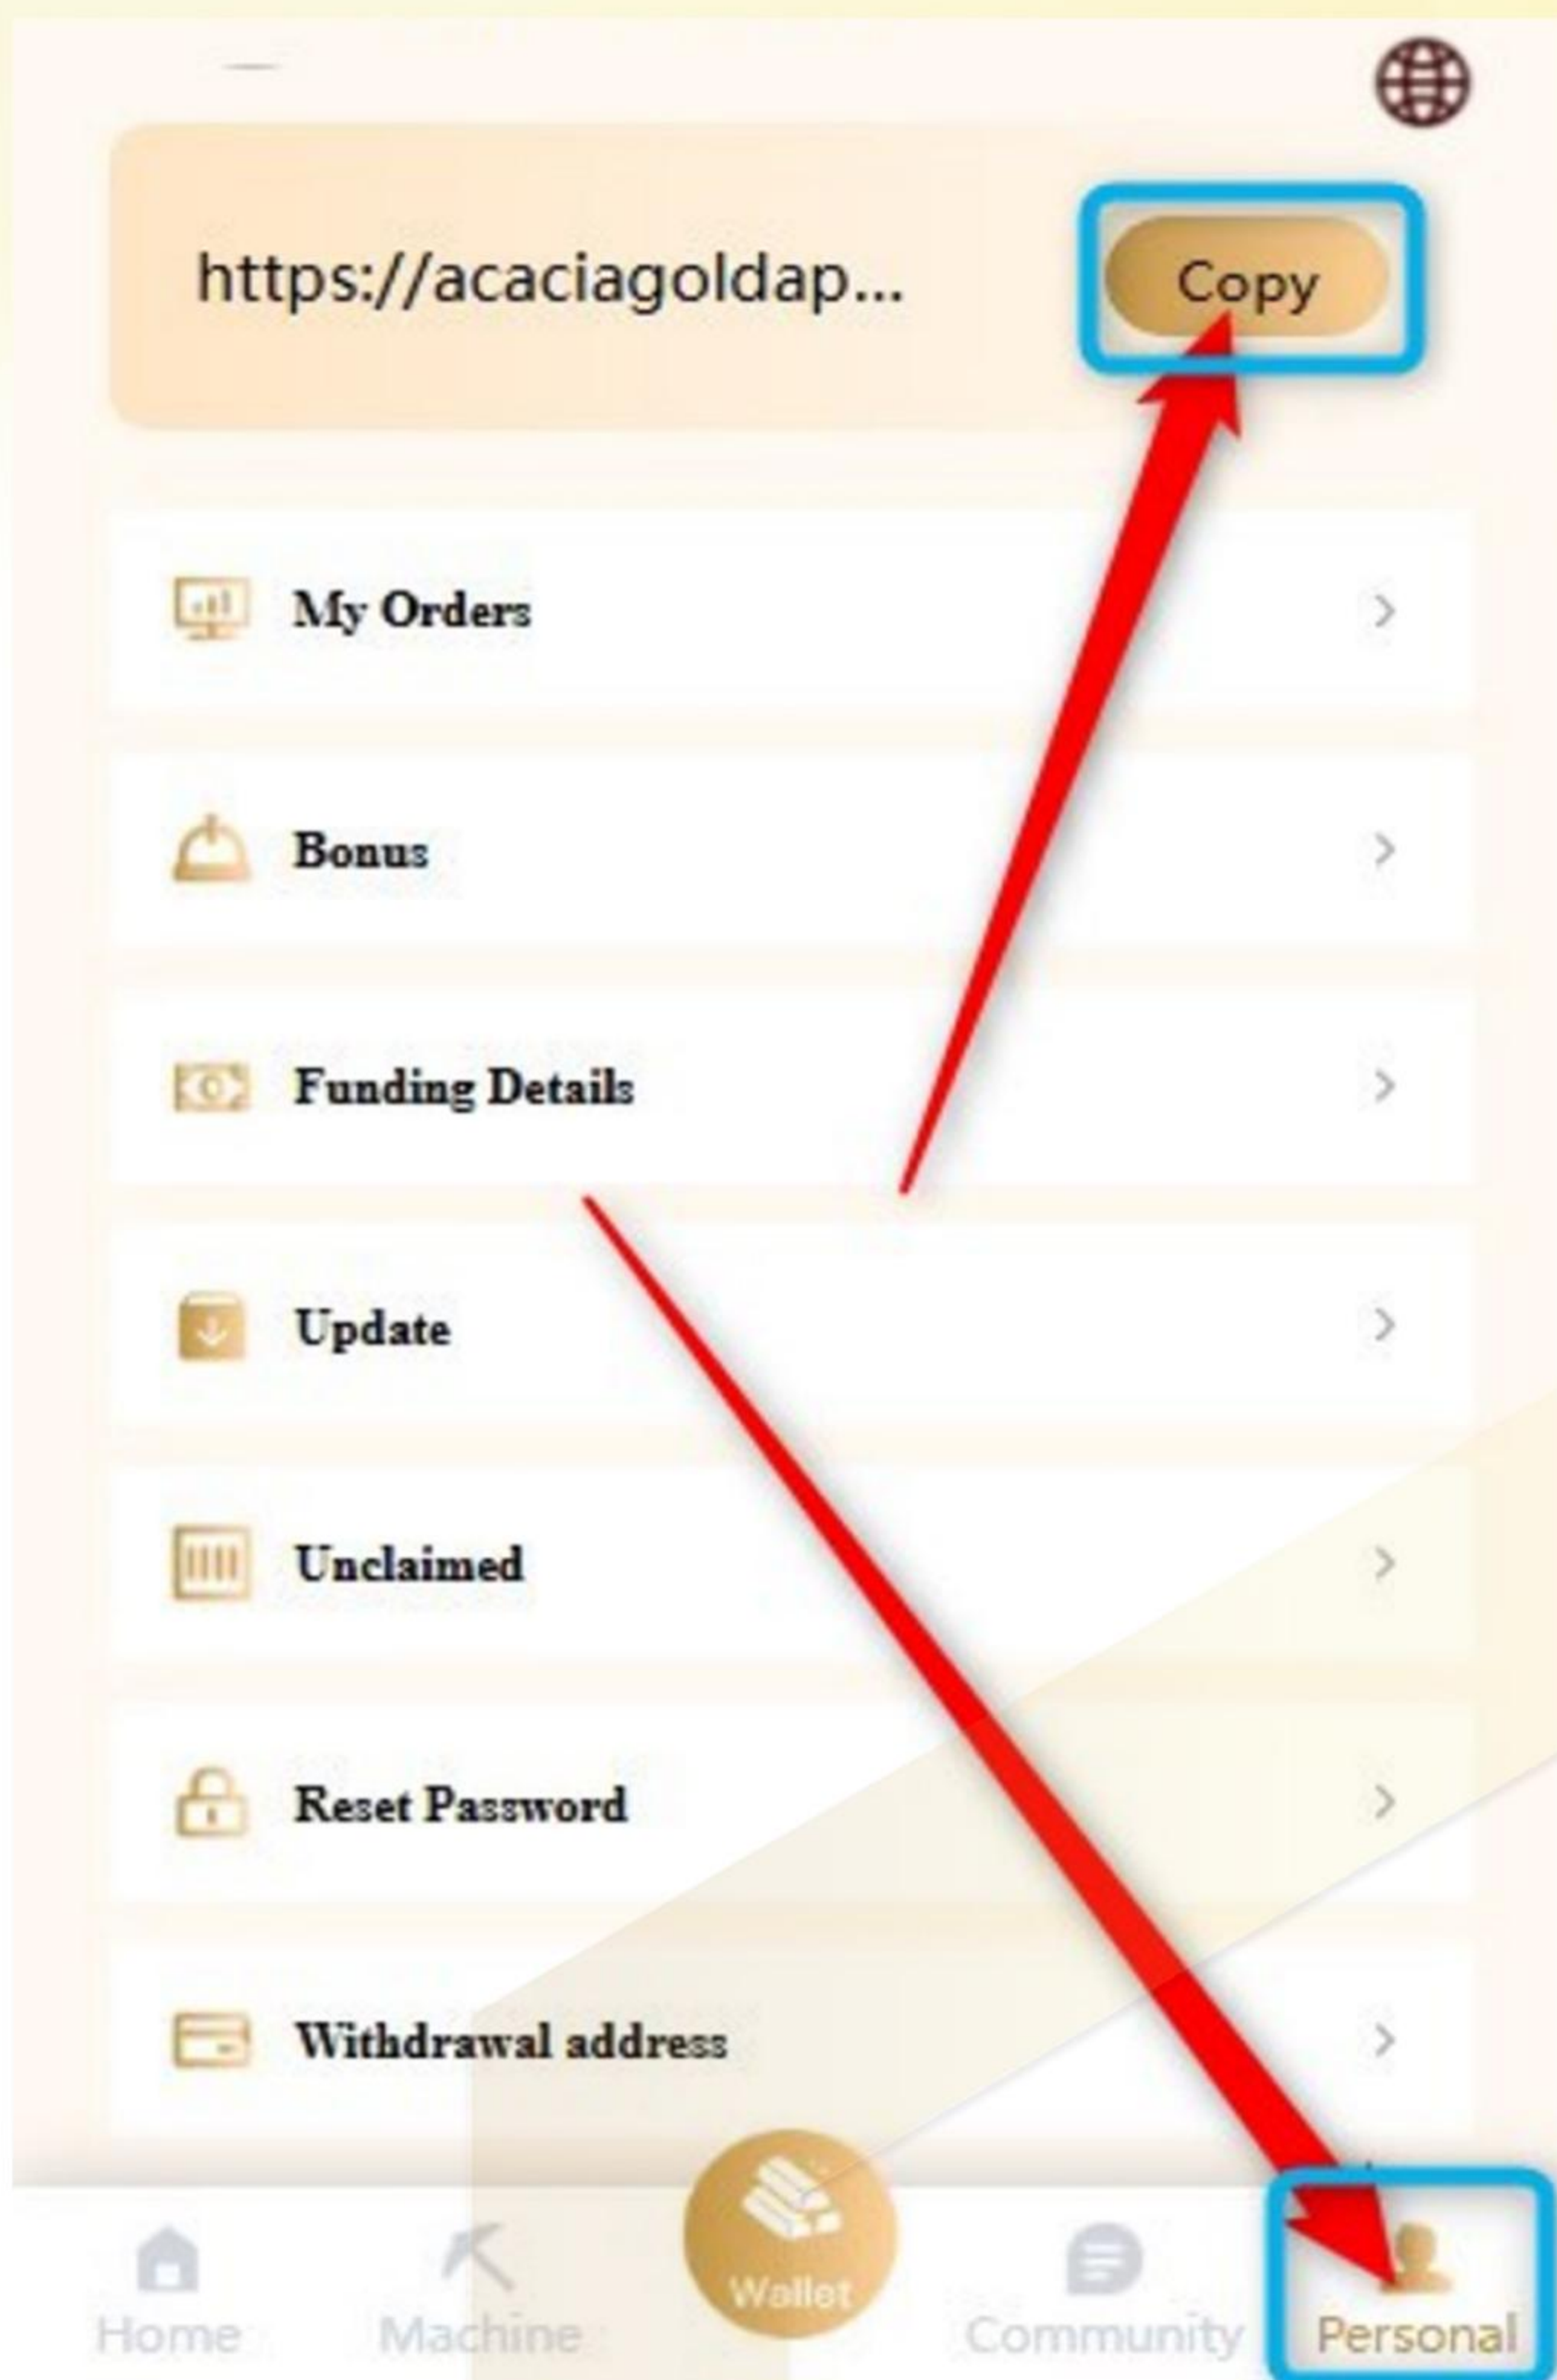 https://acaciagoldap...
Copy
My Orders
Bonus
Funding Details
Update
Unclaimed
Reset Password
Withdrawal address
Home
Machine
Wallet
Community
Personal